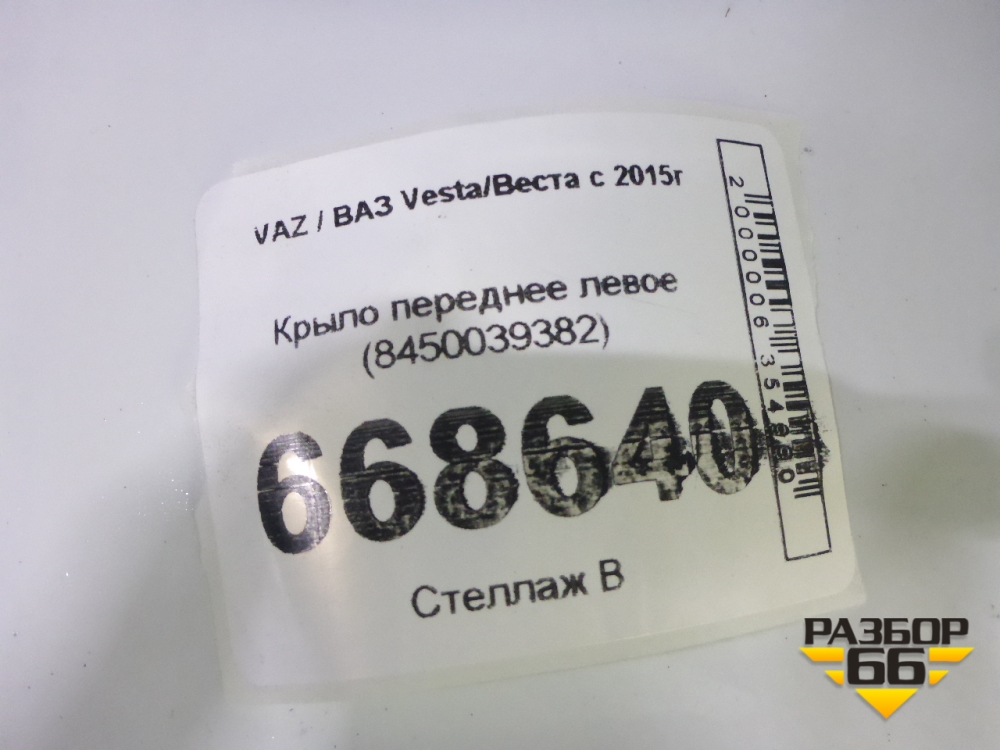 VAZ / ВАЗ Vesta/Веста с 2015г
Крыло переднее левое
(8450039382)
668640
Стеллаж В
РАЗБОР
66